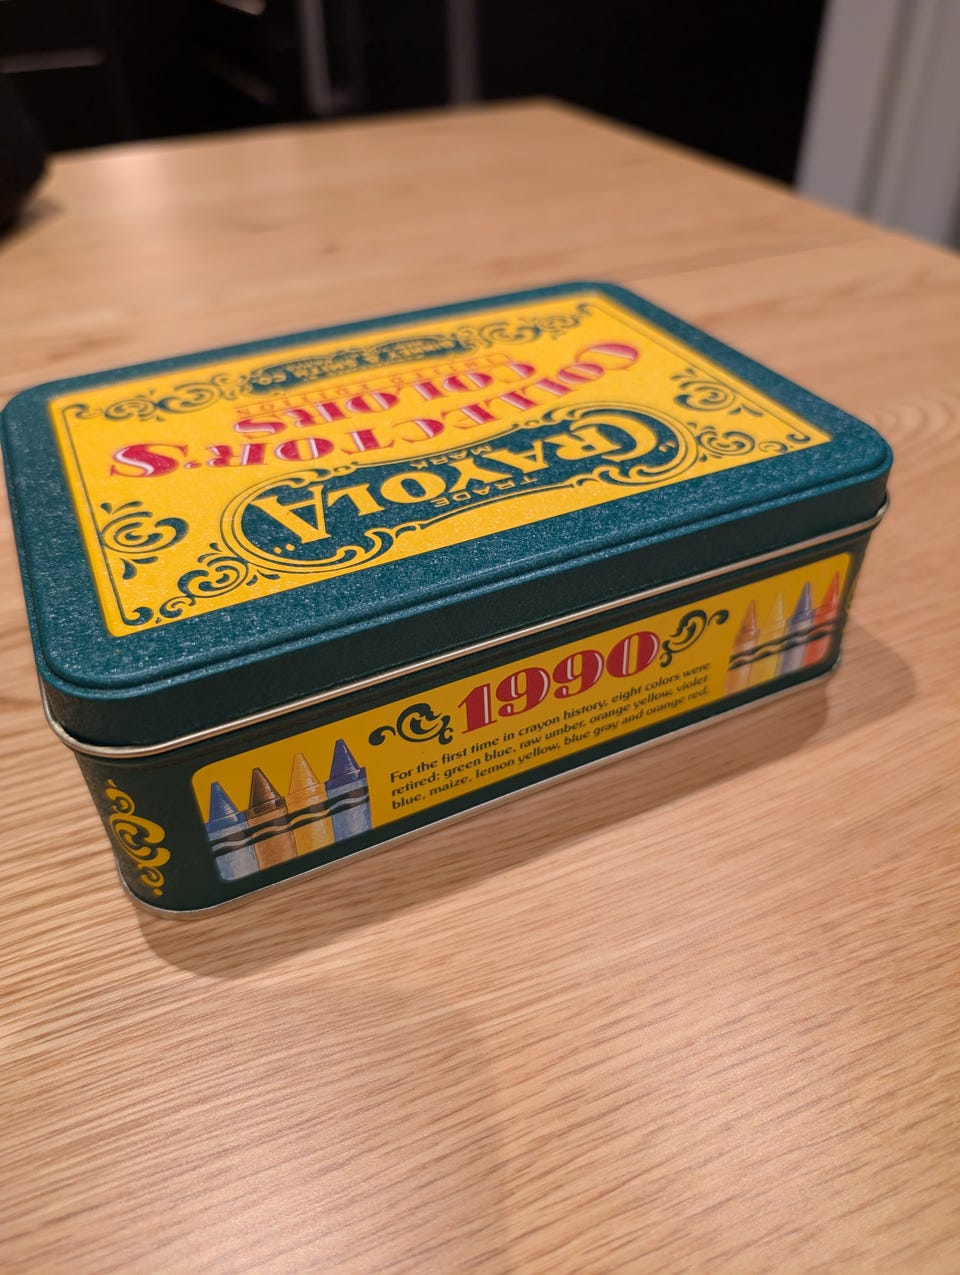 "CRAYOLA"
TRADE MARK
COLLECTOR'S
COLORS
LIMITED EDITION
BINNEY & SMITH CO.
1990
For the first time in crayon history, eight colors were
retired: green blue, raw umber, orange yellow, violet
blue, maize, lemon yellow, blue gray and orange red.